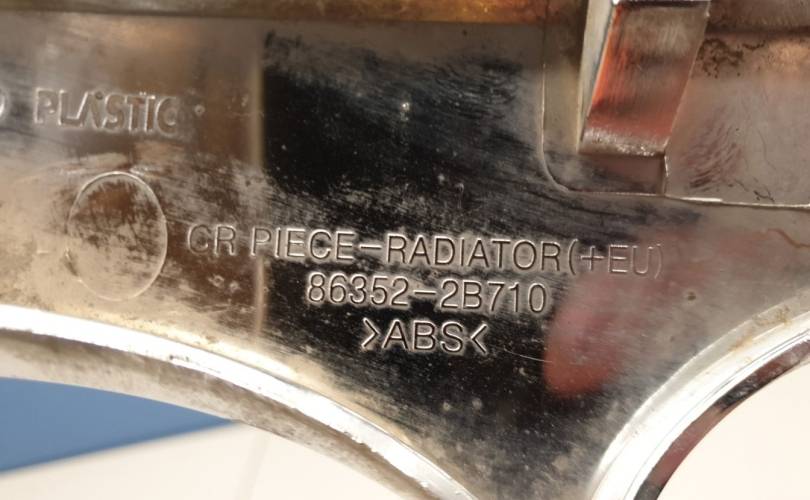 PLASTIC
CR PIECE-RADIATOR(+EU)
86352-2B710
>ABS<